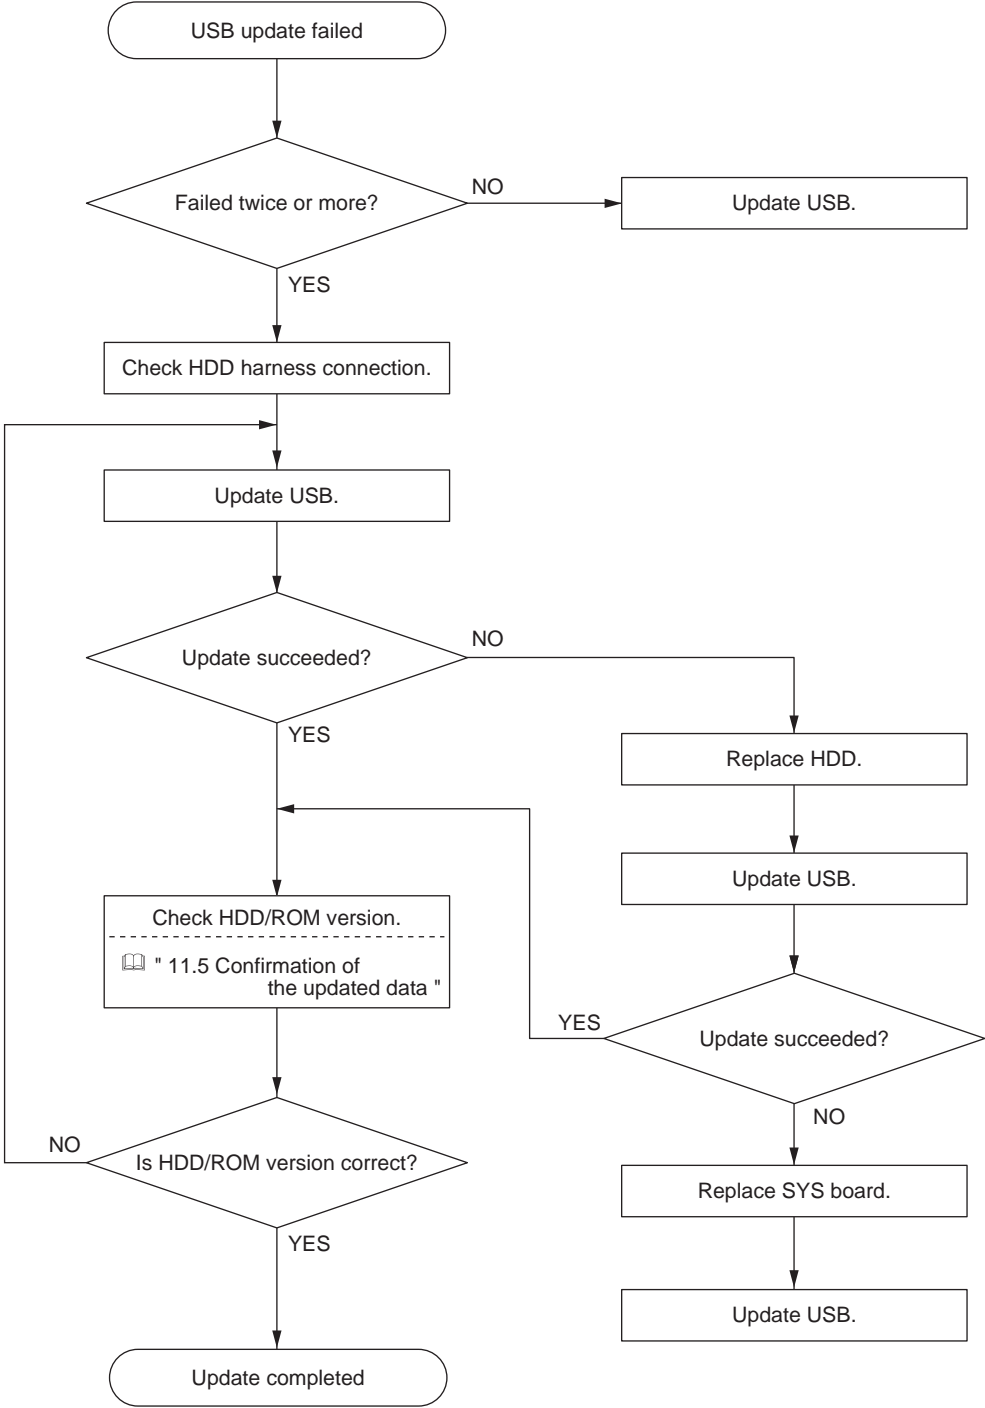 USB update failed
Failed twice or more?
NO
Update USB.
YES
Check HDD harness connection.
Update USB.
Update succeeded?
NO
YES
Replace HDD.
Update USB.
Check HDD/ROM version.
" 11.5 Confirmation of
the updated data "
YES
Update succeeded?
NO
NO
Is HDD/ROM version correct?
YES
Replace SYS board.
Update USB.
Update completed